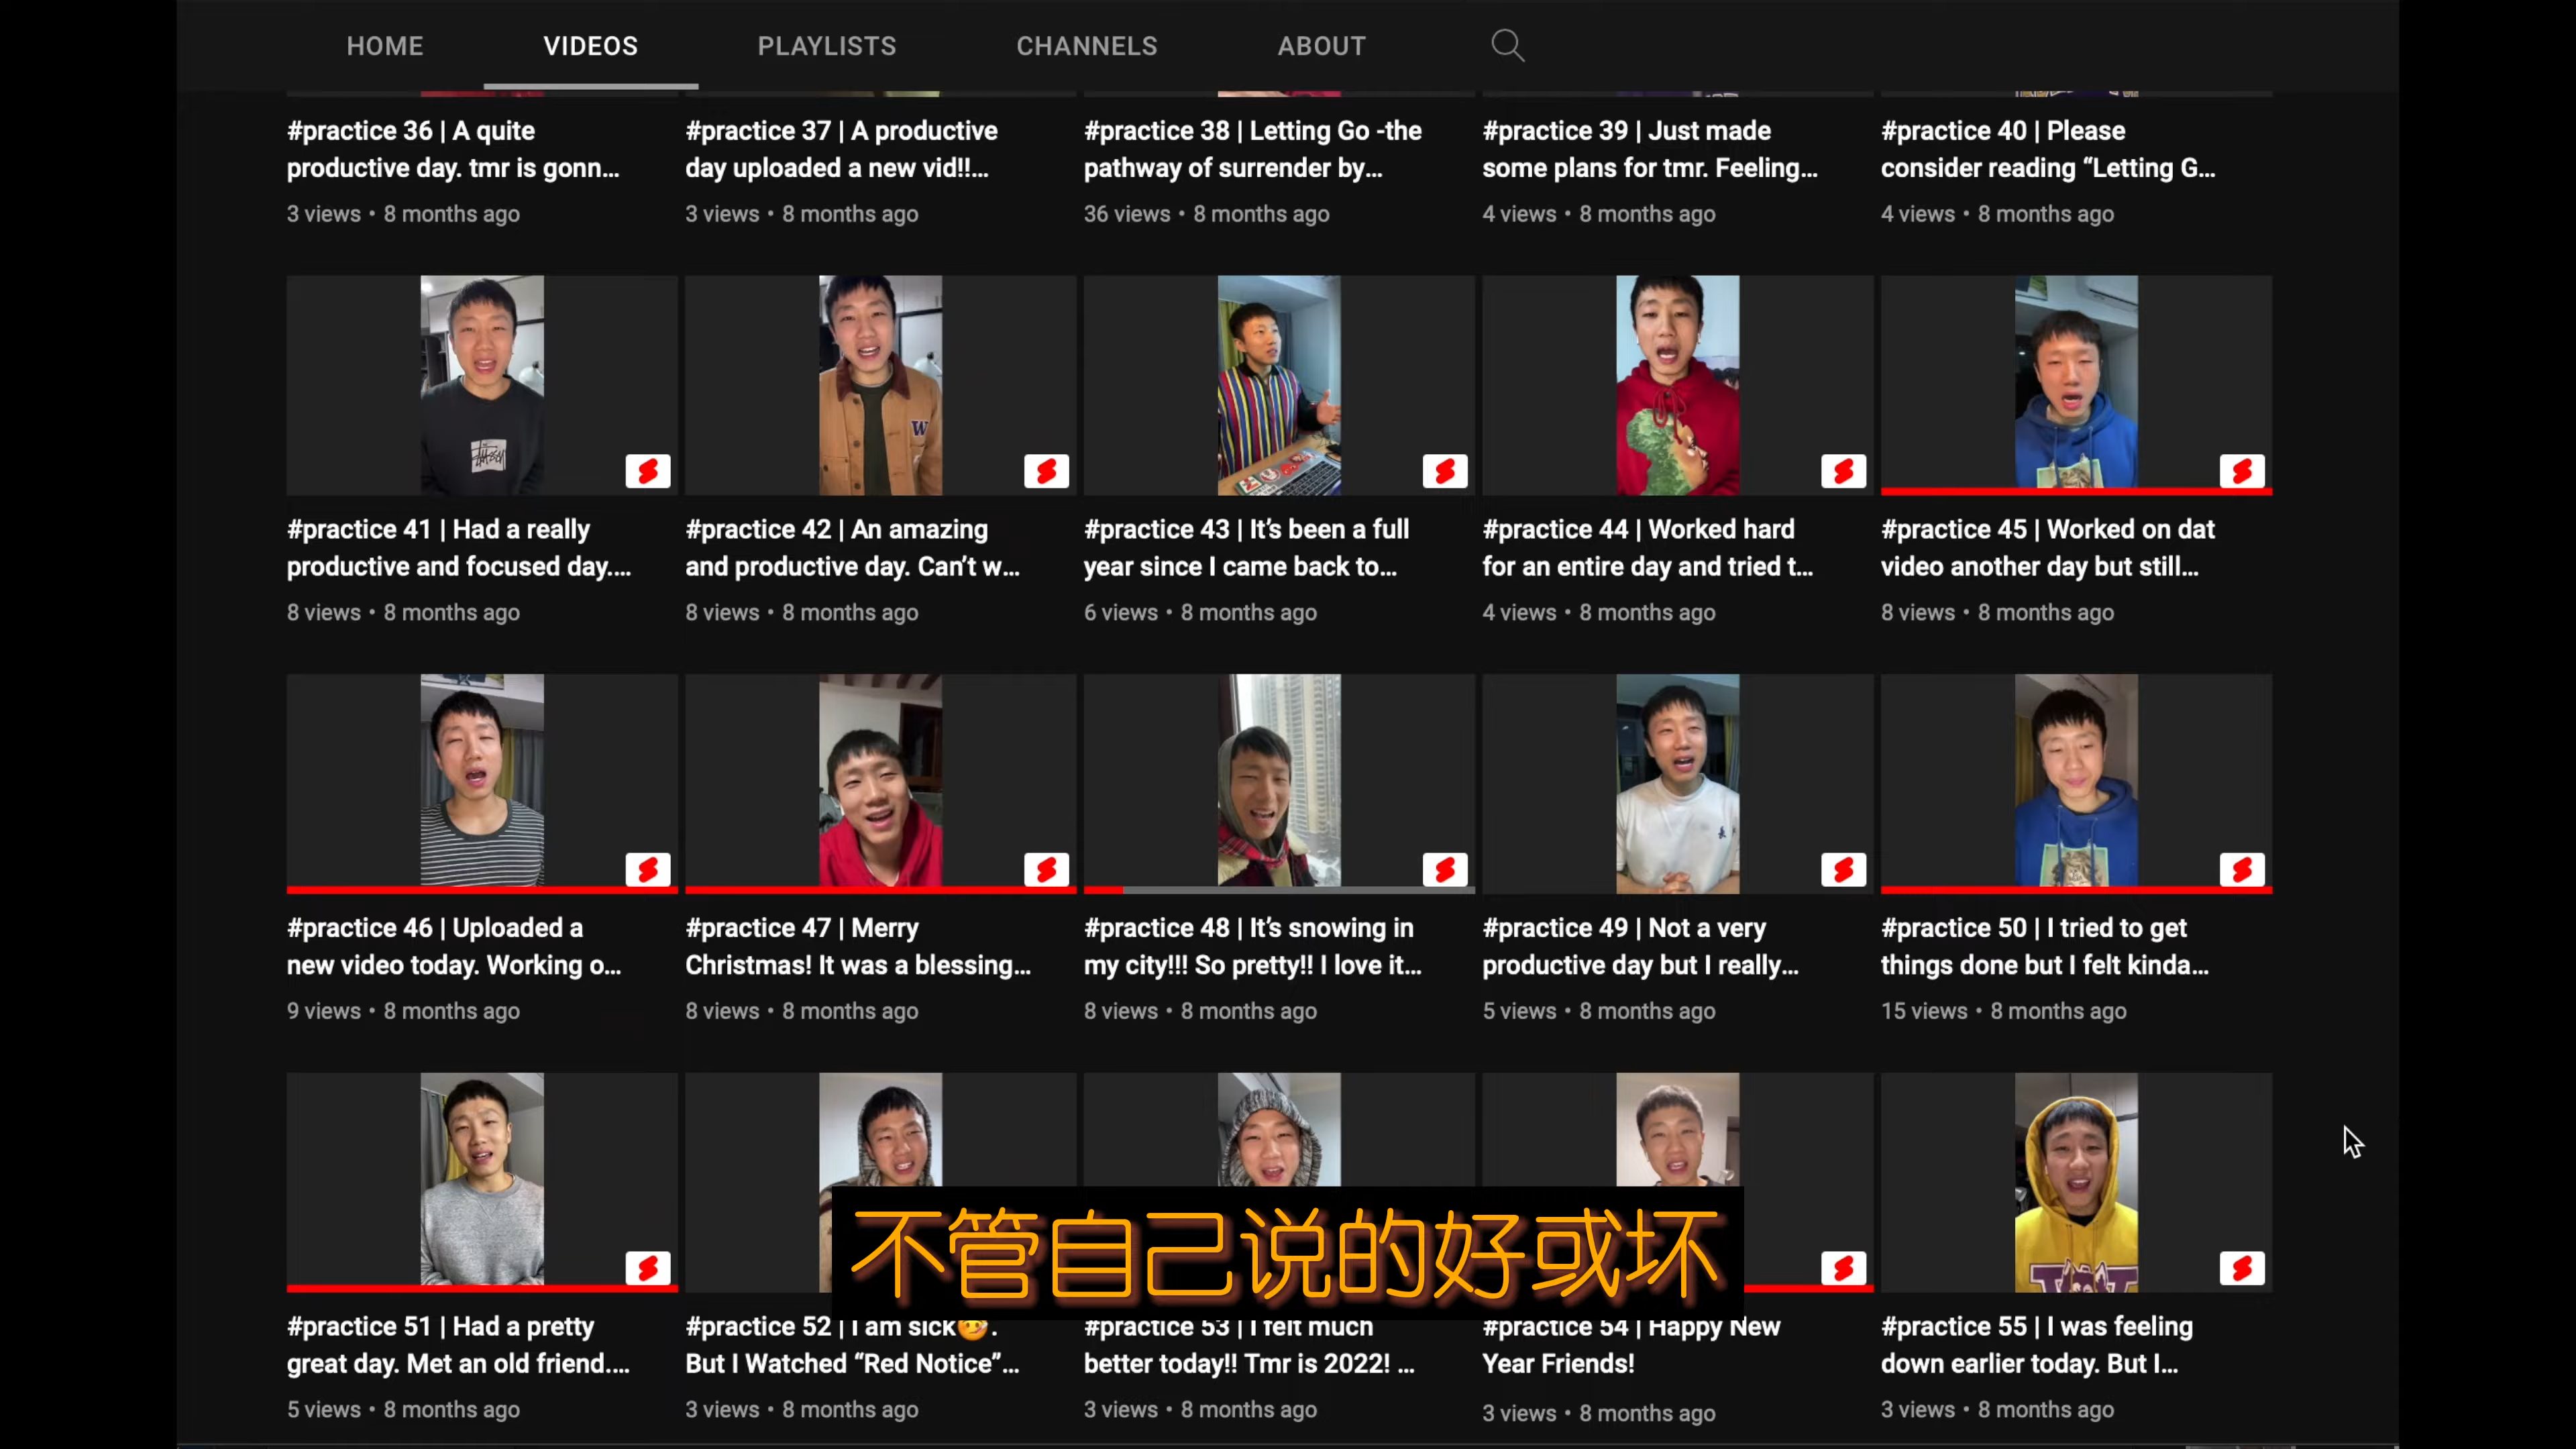 HOME VIDEOS PLAYLISTS CHANNELS ABOUT
#practice 36 | A quite
productive day. tmr is gonn...
3 views • 8 months ago
#practice 37 | A productive
day uploaded a new vid!!...
3 views • 8 months ago
#practice 38 | Letting Go -the
pathway of surrender by...
36 views • 8 months ago
#practice 39 | Just made
some plans for tmr. Feeling...
4 views • 8 months ago
#practice 40 | Please
consider reading “Letting G...
4 views • 8 months ago
#practice 41 | Had a really
productive and focused day....
8 views • 8 months ago
#practice 42 | An amazing
and productive day. Can’t w...
8 views • 8 months ago
#practice 43 | It’s been a full
year since I came back to...
6 views • 8 months ago
#practice 44 | Worked hard
for an entire day and tried t...
4 views • 8 months ago
#practice 45 | Worked on dat
video another day but still...
8 views • 8 months ago
#practice 46 | Uploaded a
new video today. Working o...
9 views • 8 months ago
#practice 47 | Merry
Christmas! It was a blessing...
8 views • 8 months ago
#practice 48 | It’s snowing in
my city!!! So pretty!! I love it...
8 views • 8 months ago
#practice 49 | Not a very
productive day but I really...
5 views • 8 months ago
#practice 50 | I tried to get
things done but I felt kinda...
15 views • 8 months ago
不管自己说的好或坏
#practice 51 | Had a pretty
great day. Met an old friend....
5 views • 8 months ago
#practice 52 | I am sick🤒.
But I Watched “Red Notice”...
3 views • 8 months ago
#practice 53 | I felt much
better today!! Tmr is 2022! ...
3 views • 8 months ago
#practice 54 | Happy New
Year Friends!
3 views • 8 months ago
#practice 55 | I was feeling
down earlier today. But I...
3 views • 8 months ago